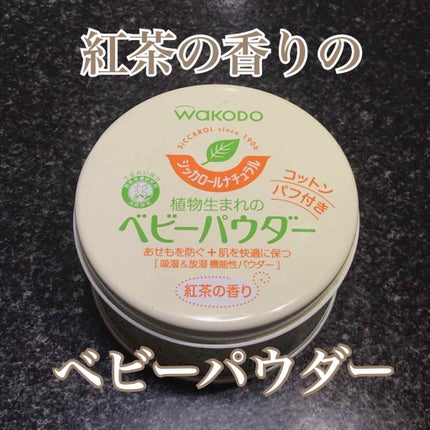 紅茶の香りの
wakodo
SICCAROL since 1906
シッカロールナチュラル
コットン
パフ付き
植物生まれの
ベビーパウダー
あせもを防ぐ+肌を快適に保つ
[吸湿&放湿 機能性パウダー]
紅茶の香り
ベビーパウダー